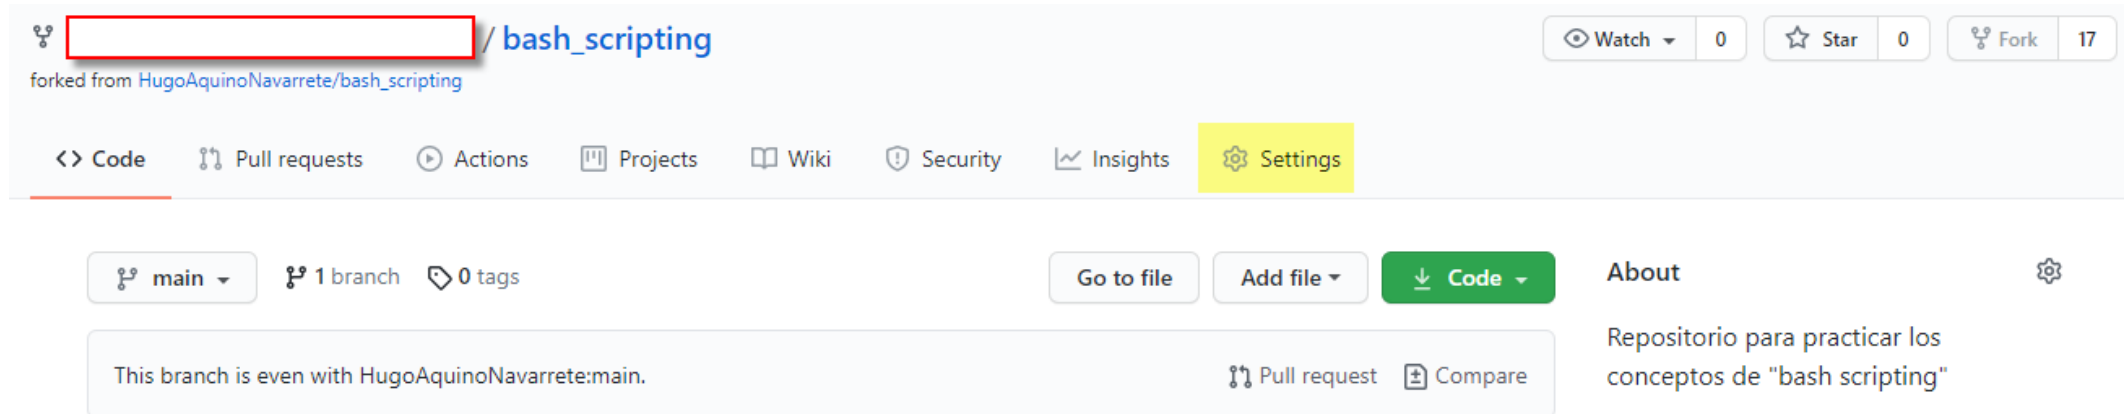 / bash_scripting
Watch 0 Star 0 Fork 17
forked from HugoAquinoNavarrete/bash_scripting
<> Code Pull requests Actions Projects Wiki Security Insights Settings
main 1 branch 0 tags Go to file Add file Code About
Repositorio para practicar los
conceptos de "bash scripting"
This branch is even with HugoAquinoNavarrete:main. Pull request Compare